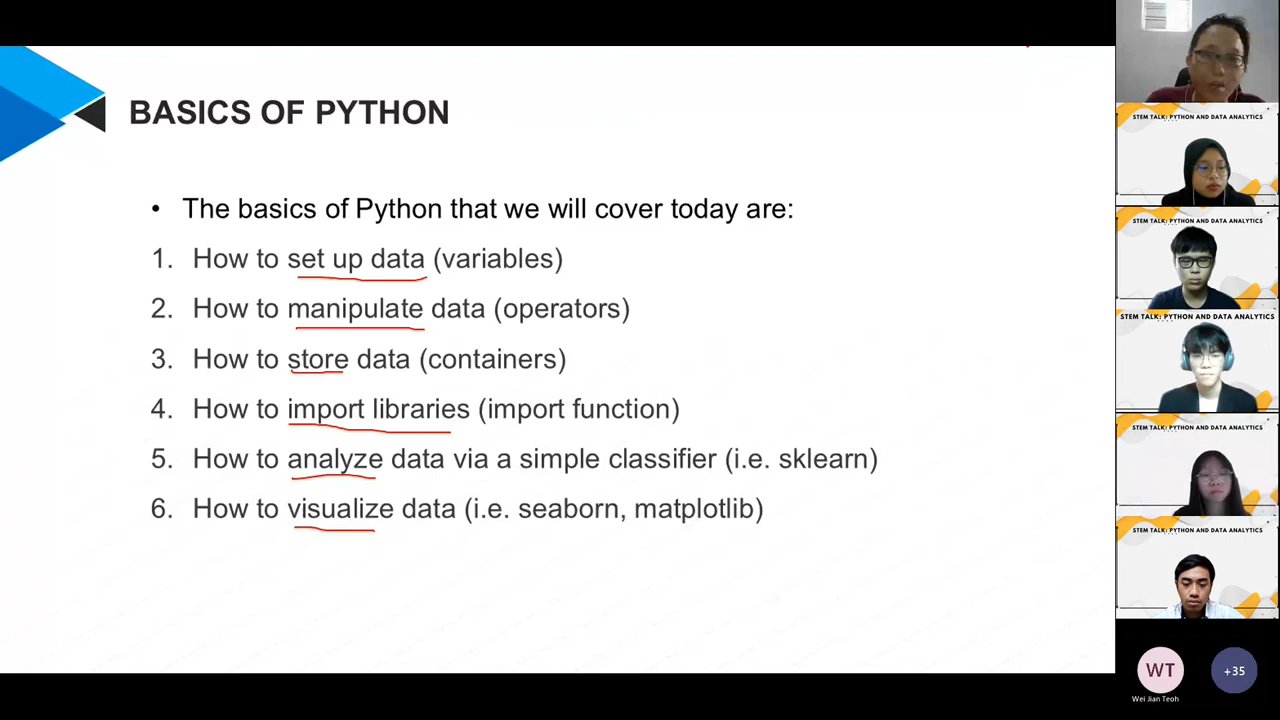 BASICS OF PYTHON
• The basics of Python that we will cover today are:
1. How to set up data (variables)
2. How to manipulate data (operators)
3. How to store data (containers)
4. How to import libraries (import function)
5. How to analyze data via a simple classifier (i.e. sklearn)
6. How to visualize data (i.e. seaborn, matplotlib)
STEM TALK: PYTHON AND DATA ANALYTICS
STEM TALK: PYTHON AND DATA ANALYTICS
STEM TALK: PYTHON AND DATA ANALYTICS
STEM TALK: PYTHON AND DATA ANALYTICS
STEM TALK: PYTHON AND DATA ANALYTICS
WT
+35
Wei Jian Teoh